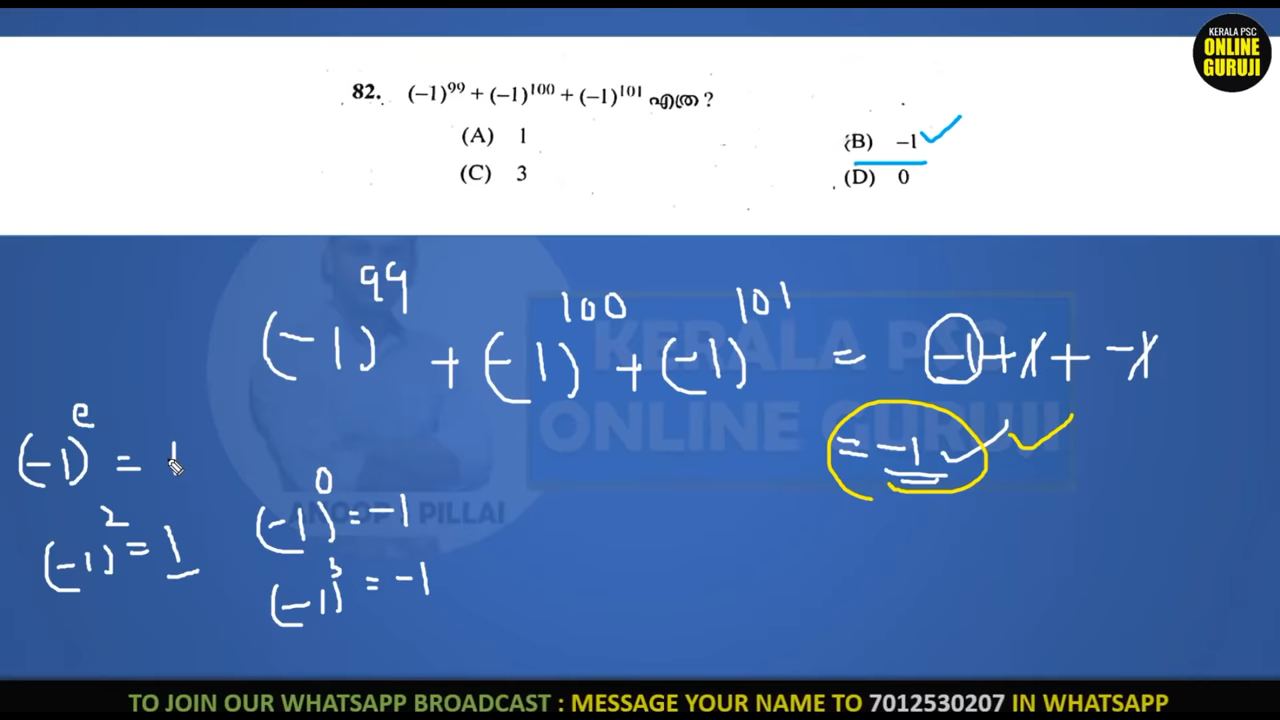 KERALA PSC
ONLINE
GURUJI
82. (−1)⁹⁹ + (−1)¹⁰⁰ + (−1)¹⁰¹ എത്ര ?
(A) 1
(B) −1
(C) 3
(D) 0
(−1)⁹⁹ + (−1)¹⁰⁰ + (−1)¹⁰¹ = −1 + 1 + −1
= −1
(−1)ᵉ = 1
(−1)² = 1
(−1)⁰ = −1
(−1)³ = −1
KERALA PSC
ONLINE GURUJI
ANOOP PILLAI
TO JOIN OUR WHATSAPP BROADCAST : MESSAGE YOUR NAME TO 7012530207 IN WHATSAPP